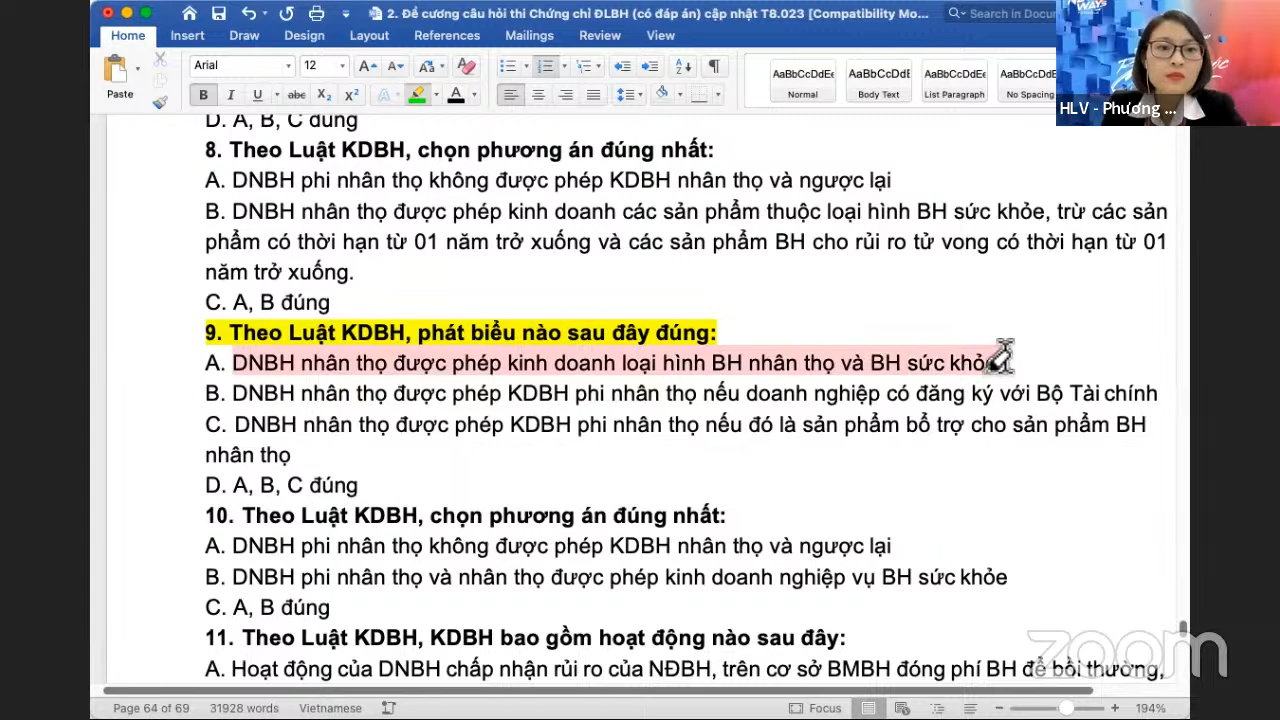 2. Đề cương câu hỏi thi Chứng chỉ ĐLBH (có đáp án) cập nhật T8.023 [Compatibility Mo...
Search in Docum
Home Insert Draw Design Layout References Mailings Review View
Paste
Arial
12
AaBbCcDdEe
Normal
AaBbCcDdE
Body Text
AaBbCcDdEe
List Paragraph
AaBbCcDdE
No Spacing
HLV - Phương ...
D. A, B, C đúng
8. Theo Luật KDBH, chọn phương án đúng nhất:
A. DNBH phi nhân thọ không được phép KDBH nhân thọ và ngược lại
B. DNBH nhân thọ được phép kinh doanh các sản phẩm thuộc loại hình BH sức khỏe, trừ các sản
phẩm có thời hạn từ 01 năm trở xuống và các sản phẩm BH cho rủi ro tử vong có thời hạn từ 01
năm trở xuống.
C. A, B đúng
9. Theo Luật KDBH, phát biểu nào sau đây đúng:
A. DNBH nhân thọ được phép kinh doanh loại hình BH nhân thọ và BH sức khỏ
B. DNBH nhân thọ được phép KDBH phi nhân thọ nếu doanh nghiệp có đăng ký với Bộ Tài chính
C. DNBH nhân thọ được phép KDBH phi nhân thọ nếu đó là sản phẩm bổ trợ cho sản phẩm BH
nhân thọ
D. A, B, C đúng
10. Theo Luật KDBH, chọn phương án đúng nhất:
A. DNBH phi nhân thọ không được phép KDBH nhân thọ và ngược lại
B. DNBH phi nhân thọ và nhân thọ được phép kinh doanh nghiệp vụ BH sức khỏe
C. A, B đúng
11. Theo Luật KDBH, KDBH bao gồm hoạt động nào sau đây:
A. Hoạt động của DNBH chấp nhận rủi ro của NĐBH, trên cơ sở BMBH đóng phí BH để bồi thường,
zoom
Page 64 of 69 31928 words Vietnamese Focus 194%